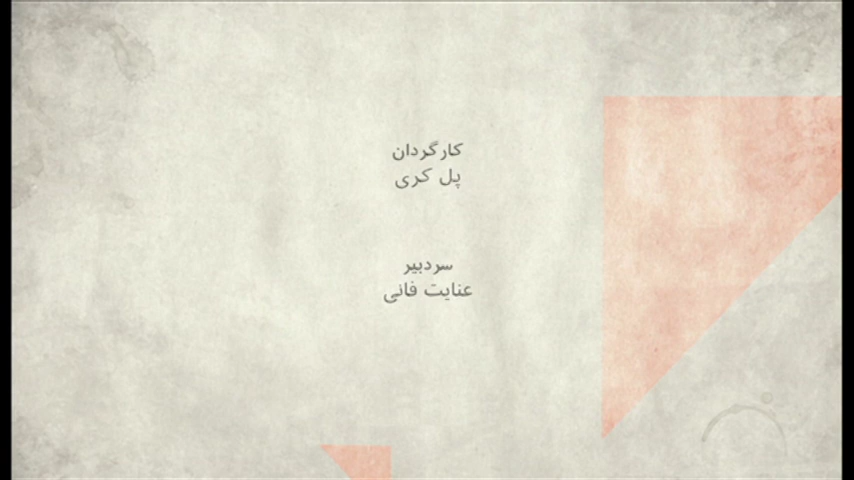 کارگردان
پل کری
سردبیر
عنایت فانی